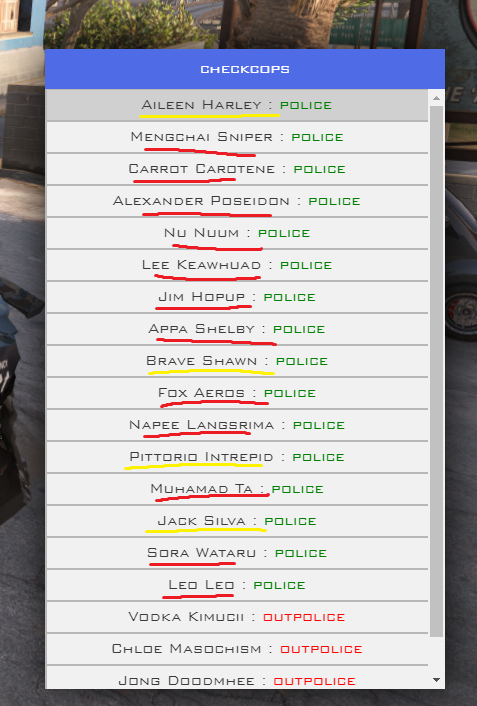 CHECKCOPS
AILEEN HARLEY : POLICE
MENGCHAI SNIPER : POLICE
CARROT CAROTENE : POLICE
ALEXANDER POSEIDON : POLICE
NU NUUM : POLICE
LEE KEAWHUAD : POLICE
JIM HOPUP : POLICE
APPA SHELBY : POLICE
BRAVE SHAWN : POLICE
FOX AEROS : POLICE
NAPEE LANGSRIMA : POLICE
PITTORIO INTREPID : POLICE
MUHAMAD TA : POLICE
JACK SILVA : POLICE
SORA WATARU : POLICE
LEO LEO : POLICE
VODKA KIMUCII : OUTPOLICE
CHLOE MASOCHISM : OUTPOLICE
JONG DOODMHEE : OUTPOLICE